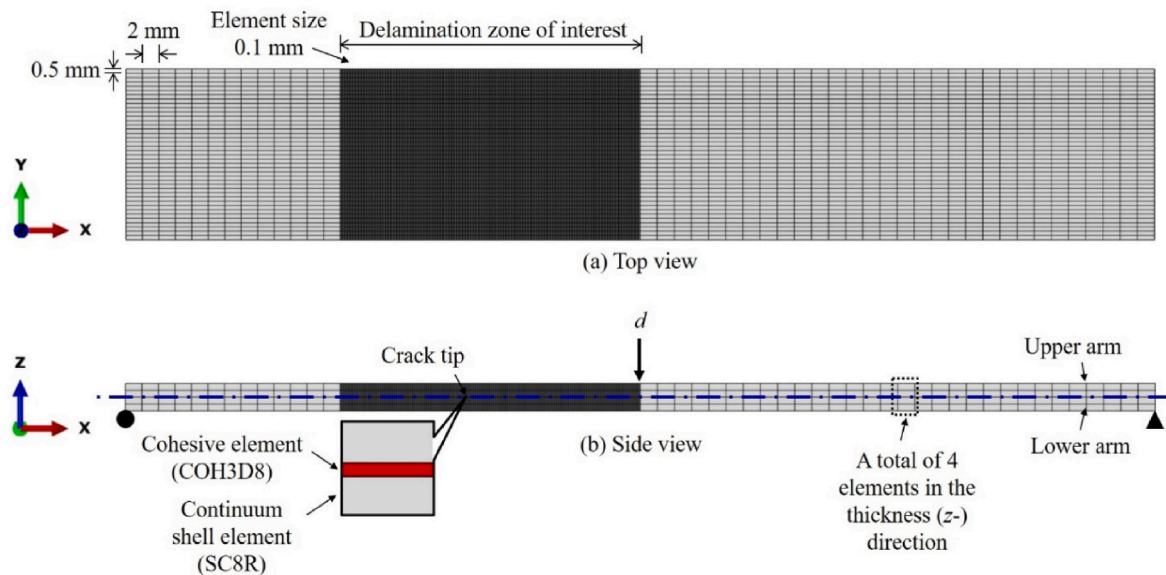 Element size
0.1 mm
Delamination zone of interest
2 mm
0.5 mm
Y
X
(a) Top view
d
Crack tip
Upper arm
Z
X
(b) Side view
Lower arm
Cohesive element
(COH3D8)
Continuum
shell element
(SC8R)
A total of 4
elements in the
thickness (z-)
direction